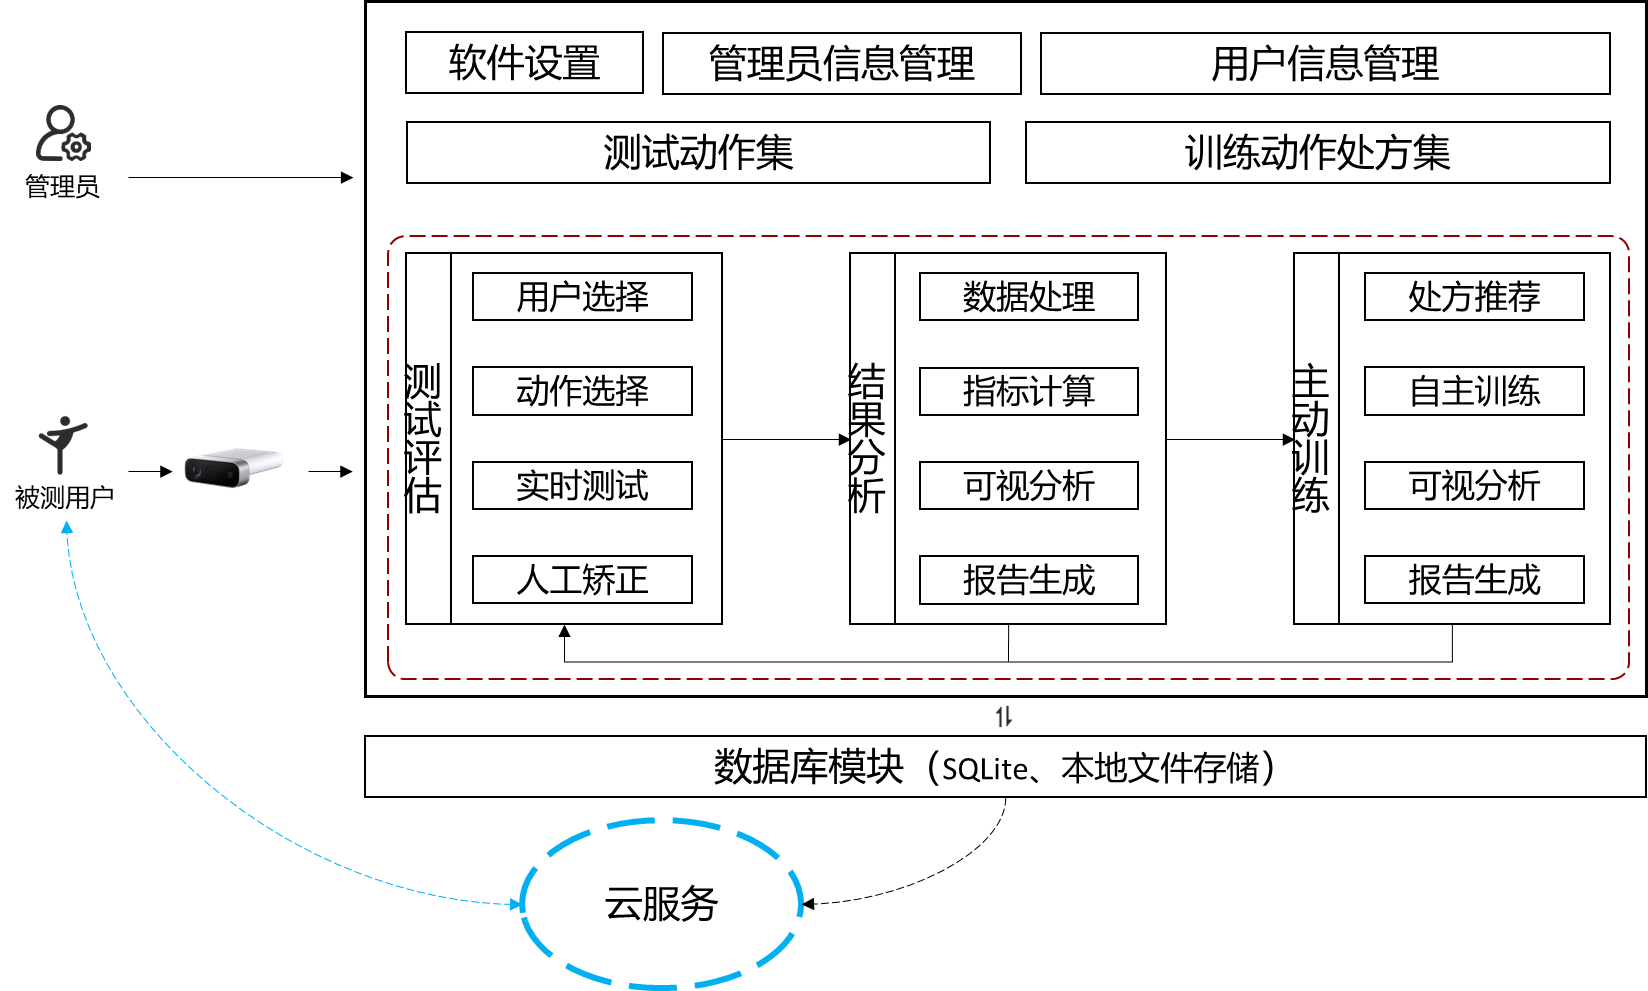 软件设置
管理员信息管理
用户信息管理
测试动作集
训练动作处方集
管理员
被测用户
测试评估
用户选择
动作选择
实时测试
人工矫正
结果分析
数据处理
指标计算
可视分析
报告生成
主动训练
处方推荐
自主训练
可视分析
报告生成
数据库模块（SQLite、本地文件存储）
云服务